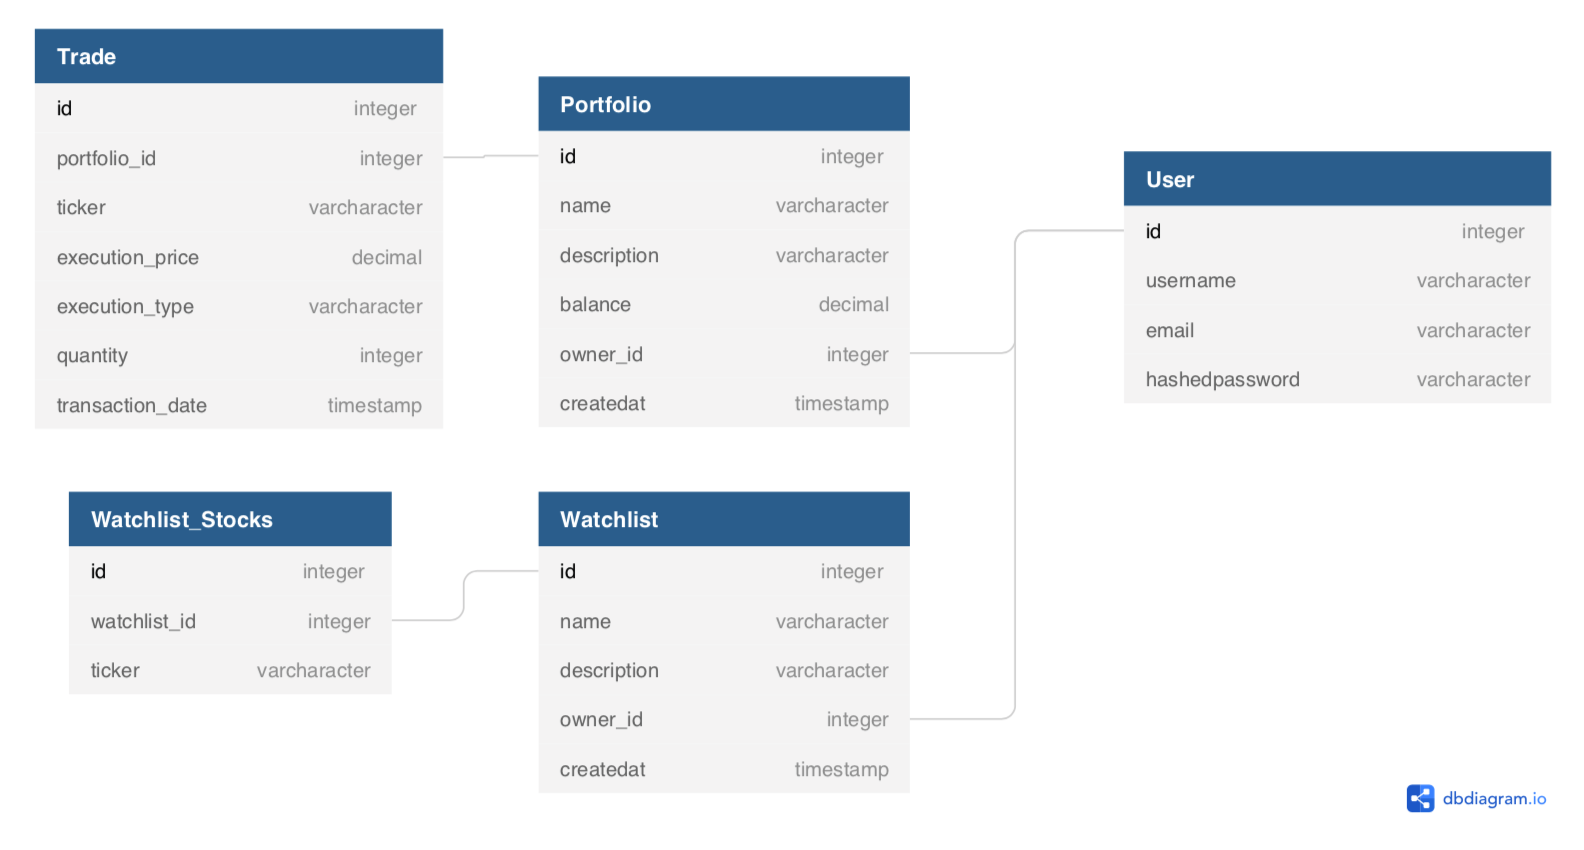 Trade
id integer
portfolio_id integer
ticker varcharacter
execution_price decimal
execution_type varcharacter
quantity integer
transaction_date timestamp
Portfolio
id integer
name varcharacter
description varcharacter
balance decimal
owner_id integer
createdat timestamp
User
id integer
username varcharacter
email varcharacter
hashedpassword varcharacter
Watchlist_Stocks
id integer
watchlist_id integer
ticker varcharacter
Watchlist
id integer
name varcharacter
description varcharacter
owner_id integer
createdat timestamp
dbdiagram.io